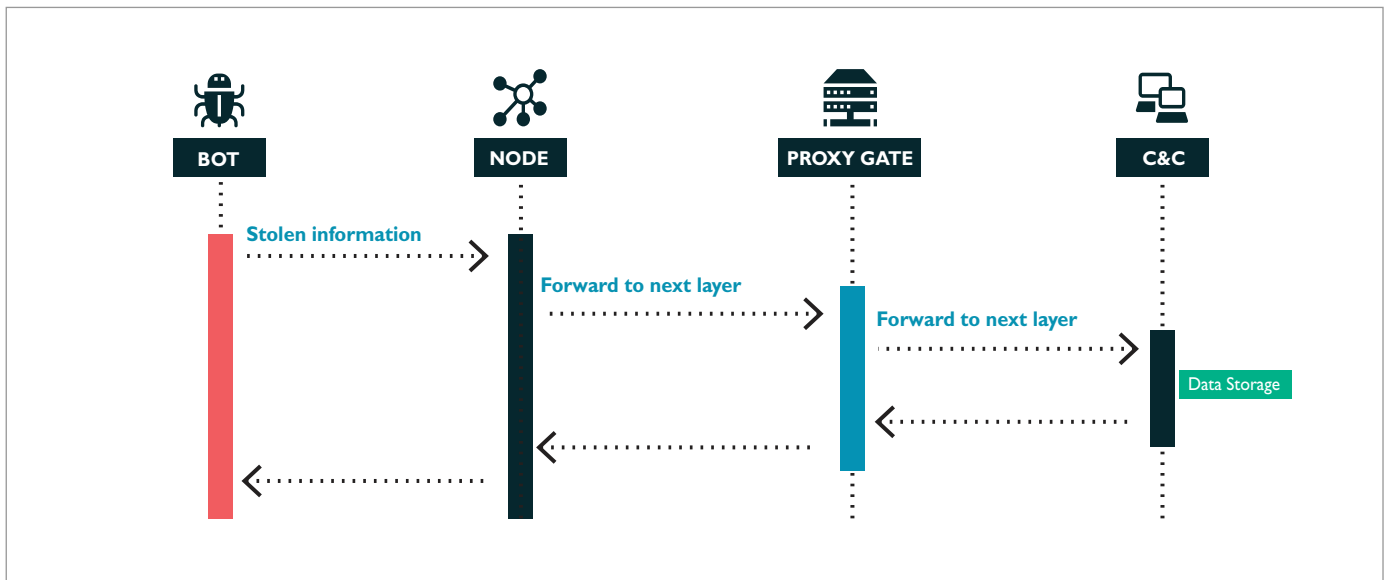 BOT
NODE
PROXY GATE
C&C
Stolen information
Forward to next layer
Forward to next layer
Data Storage